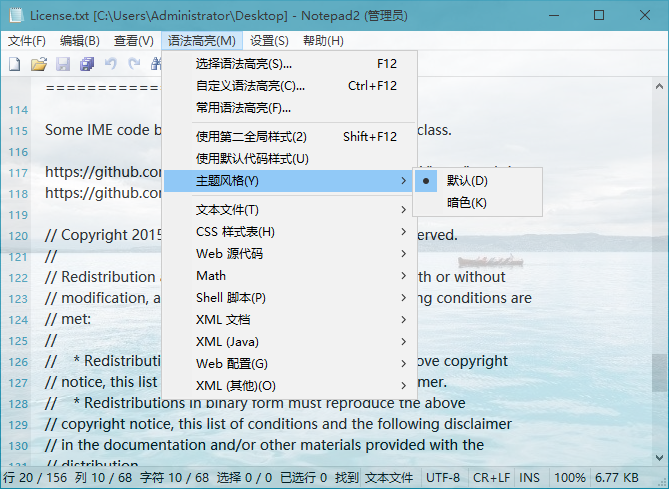 License.txt [C:\Users\Administrator\Desktop] - Notepad2 (管理员)
文件(F) 编辑(B) 查看(V) 语法高亮(M) 设置(S) 帮助(H)
选择语法高亮(S)... F12
自定义语法高亮(C)... Ctrl+F12
常用语法高亮(F)...
使用第二全局样式(2) Shift+F12
使用默认代码样式(U)
主题风格(Y)
默认(D)
暗色(K)
文本文件(T)
CSS 样式表(H)
Web 源代码
Math
Shell 脚本(P)
XML 文档
XML (Java)
Web 配置(G)
XML (其他)(O)
=============
114
115 Some IME code b class.
116
117 https://github.com
118 https://github.com
119
120 // Copyright 2015 erved.
121 //
122 // Redistribution a th or without
123 // modification, a ng conditions are
124 // met:
125 //
126 // * Redistributi ove copyright
127 // notice, this list imer.
128 // * Redistributions in binary form must reproduce the above
129 // copyright notice, this list of conditions and the following disclaimer
130 // in the documentation and/or other materials provided with the
131 // distribution
行 20 / 156 列 10 / 68 字符 10 / 68 选择 0 / 0 已选行 0 找到 文本文件 UTF-8 CR+LF INS 100% 6.77 KB